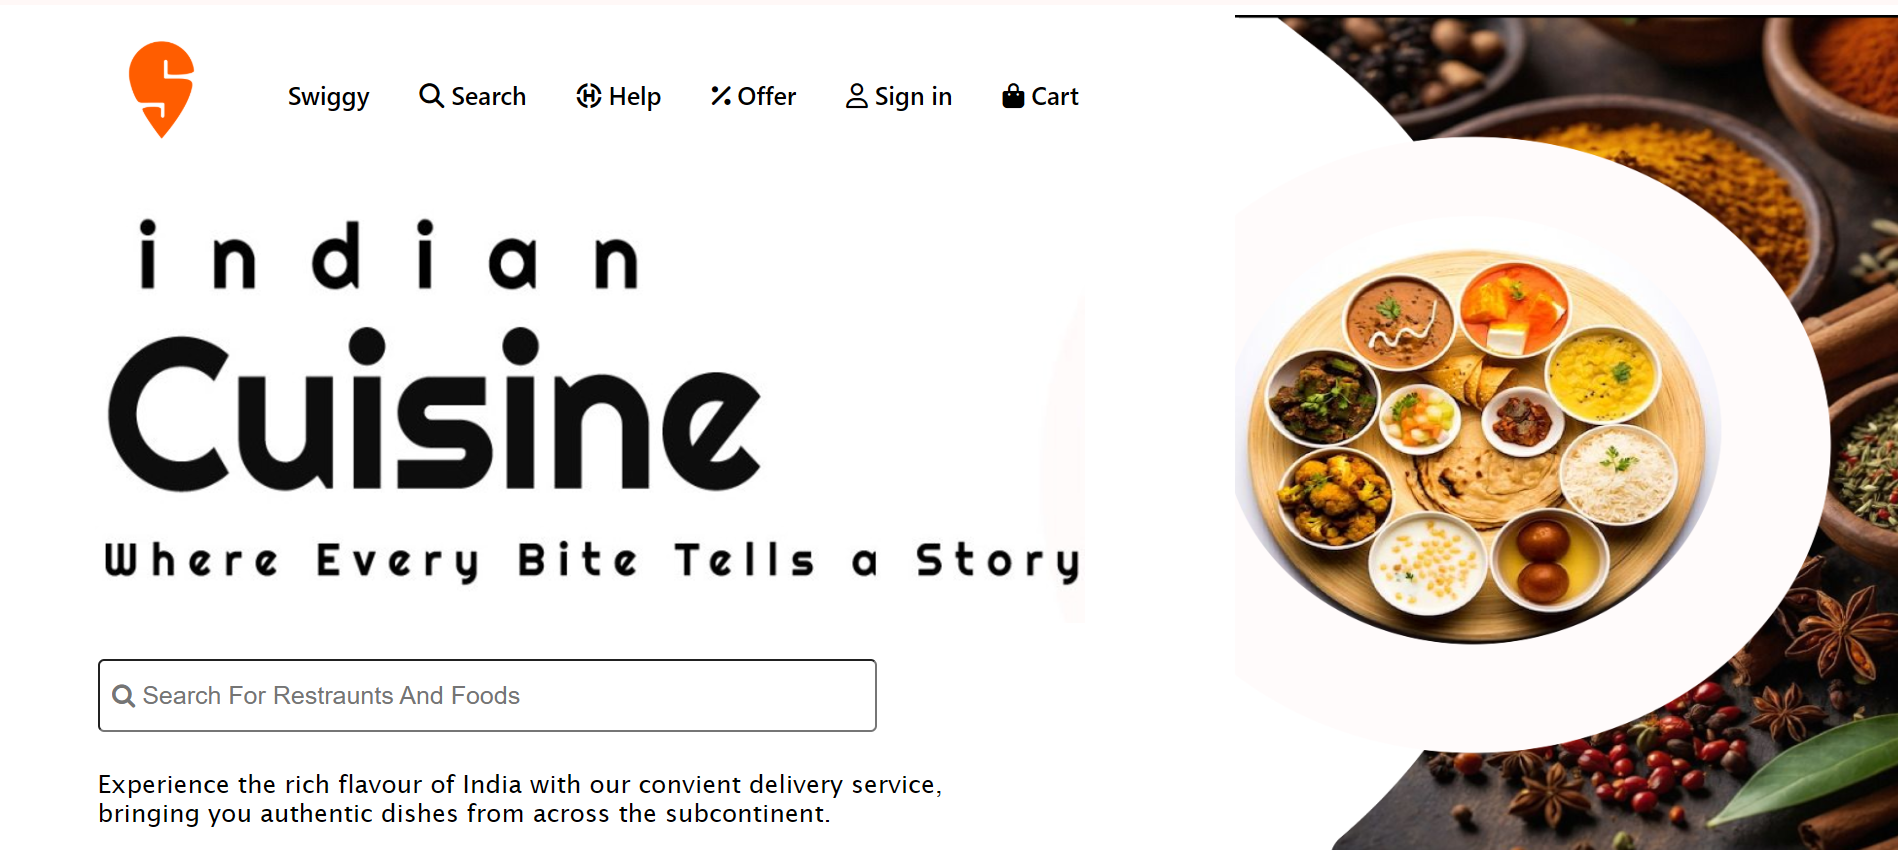 Swiggy Search Help Offer Sign in Cart
indian
Cuisine
Where Every Bite Tells a Story
Search For Restraunts And Foods
Experience the rich flavour of India with our convient delivery service,
bringing you authentic dishes from across the subcontinent.